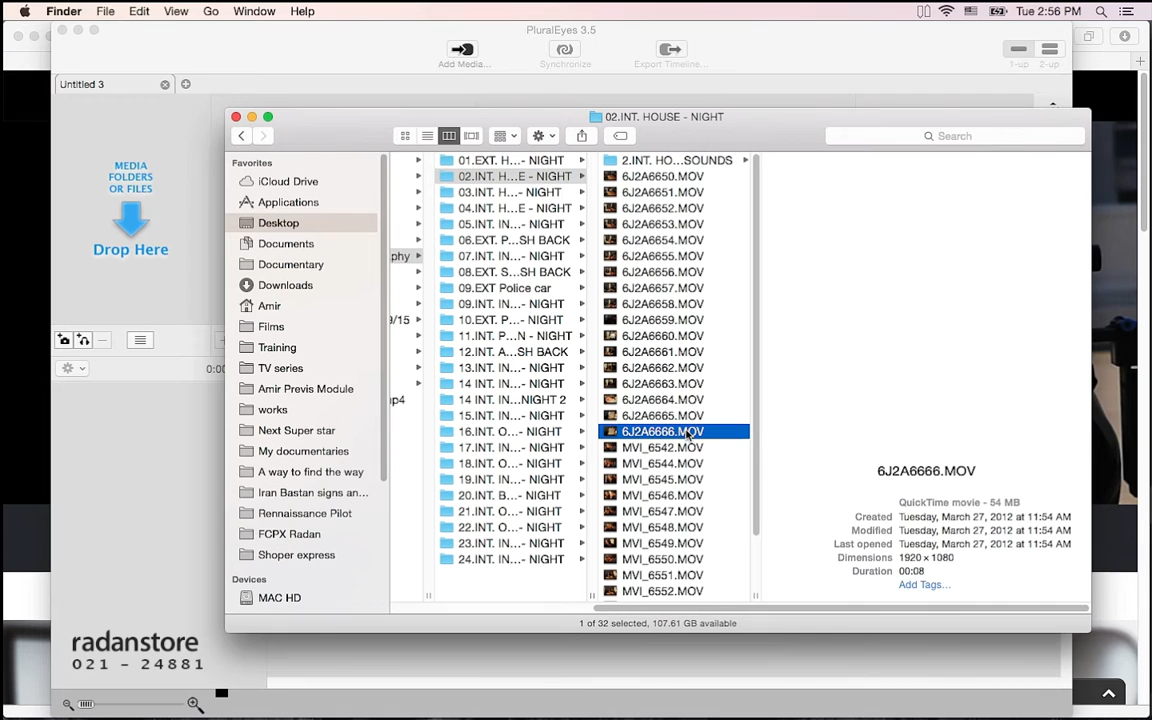 Finder File Edit View Go Window Help Tue 2:56 PM
PluralEyes 3.5
Add Media... Synchronize Export Timeline... 1-up 2-up
Untitled 3
MEDIA
FOLDERS
OR FILES
Drop Here
0:00
radanstore
021 - 24881
02.INT. HOUSE - NIGHT
Search
Favorites
iCloud Drive
Applications
Desktop
Documents
Documentary
Downloads
Amir
Films
Training
TV series
Amir Previs Module
works
Next Super star
My documentaries
A way to find the way
Iran Bastan signs an...
Rennaissance Pilot
FCPX Radan
Shoper express
Devices
MAC HD
phy
9/15
mp4
01.EXT. H...- NIGHT
02.INT. H...E - NIGHT
03.INT. H...- NIGHT
04.INT. H...E - NIGHT
05.INT. IN...- NIGHT
06.EXT. P...SH BACK
07.INT. IN...- NIGHT
08.EXT. S...SH BACK
09.EXT Police car
09.INT. IN...- NIGHT
10.EXT. P...- NIGHT
11.INT. P...N - NIGHT
12.INT. A...SH BACK
13.INT. IN...- NIGHT
14 INT. IN...- NIGHT
14 INT. IN...NIGHT 2
15.INT. IN...- NIGHT
16.INT. O...- NIGHT
17.INT. IN...- NIGHT
18.INT. O...- NIGHT
19.INT. IN...- NIGHT
20.INT. B...- NIGHT
21.INT. O...- NIGHT
22.INT. O...- NIGHT
23.INT. IN...- NIGHT
24.INT. IN...- NIGHT
2.INT. HO...SOUNDS
6J2A6650.MOV
6J2A6651.MOV
6J2A6652.MOV
6J2A6653.MOV
6J2A6654.MOV
6J2A6655.MOV
6J2A6656.MOV
6J2A6657.MOV
6J2A6658.MOV
6J2A6659.MOV
6J2A6660.MOV
6J2A6661.MOV
6J2A6662.MOV
6J2A6663.MOV
6J2A6664.MOV
6J2A6665.MOV
6J2A6666.MOV
MVI_6542.MOV
MVI_6544.MOV
MVI_6545.MOV
MVI_6546.MOV
MVI_6547.MOV
MVI_6548.MOV
MVI_6549.MOV
MVI_6550.MOV
MVI_6551.MOV
MVI_6552.MOV
6J2A6666.MOV
QuickTime movie - 54 MB
Created Tuesday, March 27, 2012 at 11:54 AM
Modified Tuesday, March 27, 2012 at 11:54 AM
Last opened Tuesday, March 27, 2012 at 11:54 AM
Dimensions 1920 × 1080
Duration 00:08
Add Tags...
1 of 32 selected, 107.61 GB available